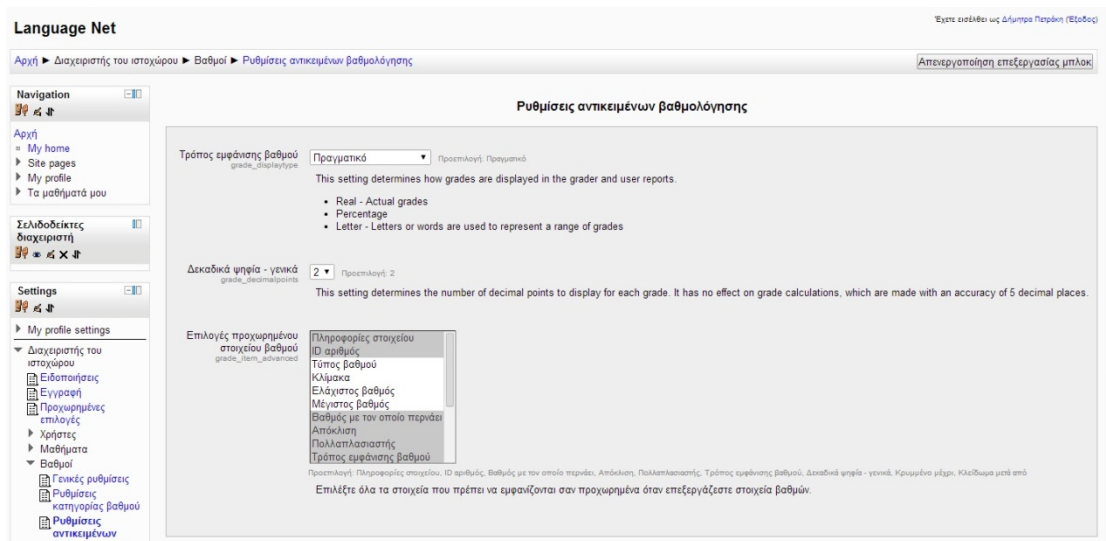 Language Net
Έχετε εισέλθει ως Δήμητρα Πετράκη (Έξοδος)
Αρχή ► Διαχειριστής του ιστοχώρου ► Βαθμοί ► Ρυθμίσεις αντικειμένων βαθμολόγησης
Απενεργοποίηση επεξεργασίας μπλοκ
Navigation
Αρχή
My home
Site pages
My profile
Τα μαθήματά μου
Σελιδοδείκτες
διαχειριστή
Settings
My profile settings
Διαχειριστής του
ιστοχώρου
Ειδοποιήσεις
Εγγραφή
Προχωρημένες
επιλογές
Χρήστες
Μαθήματα
Βαθμοί
Γενικές ρυθμίσεις
Ρυθμίσεις
κατηγορίας βαθμού
Ρυθμίσεις
αντικειμένων
Ρυθμίσεις αντικειμένων βαθμολόγησης
Τρόπος εμφάνισης βαθμού
grade_displaytype
Πραγματικό
Προεπιλογή: Πραγματικό
This setting determines how grades are displayed in the grader and user reports.
• Real - Actual grades
• Percentage
• Letter - Letters or words are used to represent a range of grades
Δεκαδικά ψηφία - γενικά
grade_decimalpoints
2
Προεπιλογή: 2
This setting determines the number of decimal points to display for each grade. It has no effect on grade calculations, which are made with an accuracy of 5 decimal places.
Επιλογές προχωρημένου
στοιχείου βαθμού
grade_item_advanced
Πληροφορίες στοιχείου
ID αριθμός
Τύπος βαθμού
Κλίμακα
Ελάχιστος βαθμός
Μέγιστος βαθμός
Βαθμός με τον οποίο περνάει
Απόκλιση
Πολλαπλασιαστής
Τρόπος εμφάνισης βαθμού
Προεπιλογή: Πληροφορίες στοιχείου, ID αριθμός, Βαθμός με τον οποίο περνάει, Απόκλιση, Πολλαπλασιαστής, Τρόπος εμφάνισης βαθμού, Δεκαδικά ψηφία - γενικά, Κρυμμένο μέχρι, Κλείδωμα μετά από
Επιλέξτε όλα τα στοιχεία που πρέπει να εμφανίζονται σαν προχωρημένα όταν επεξεργάζεστε στοιχεία βαθμών.